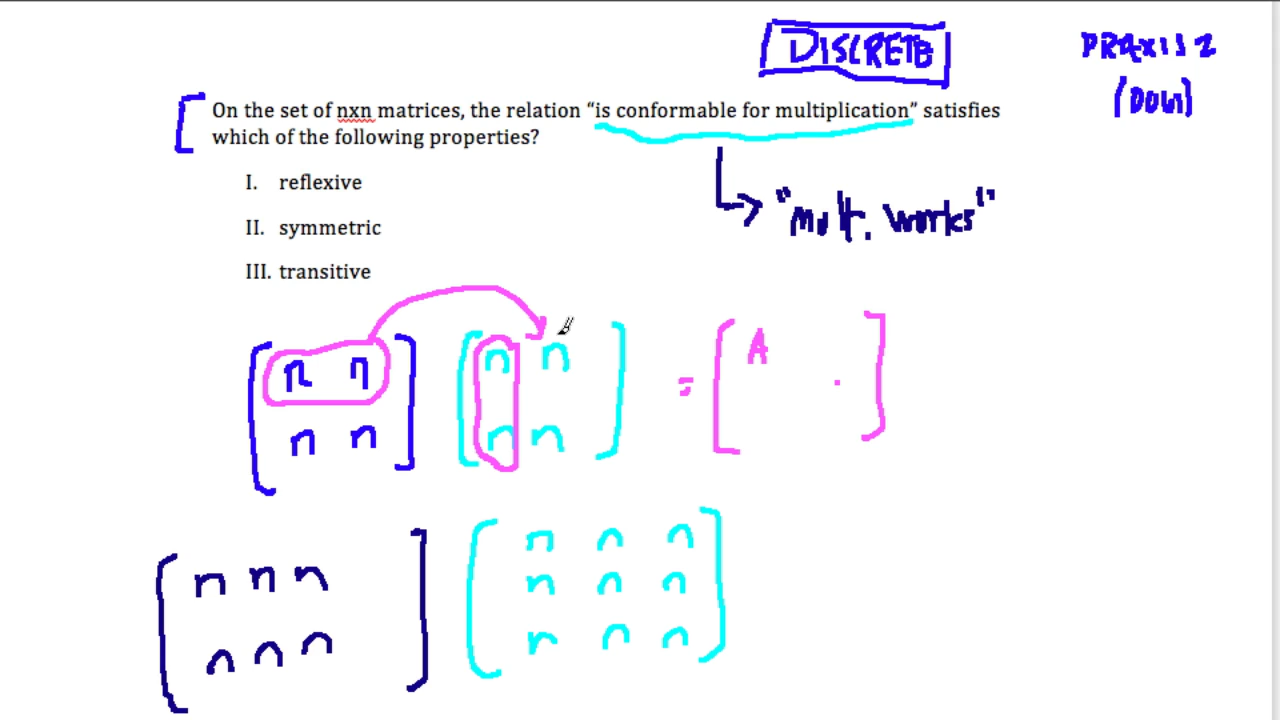 DISCRETE
PRAXIS 2
(0061)
On the set of nxn matrices, the relation “is conformable for multiplication” satisfies
which of the following properties?
I. reflexive
II. symmetric
III. transitive
"Mult. works"
n n n n
= A .
n n n n
n n n n n n
n n n n n n
n n n